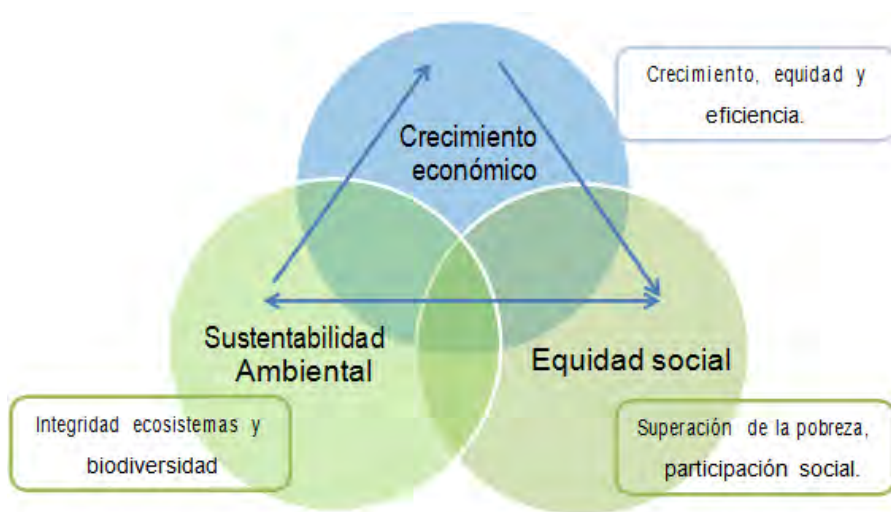 Crecimiento, equidad y
eficiencia.
Crecimiento
económico
Sustentabilidad
Ambiental
Equidad social
Integridad ecosistemas y
biodiversidad
Superación de la pobreza,
participación social.